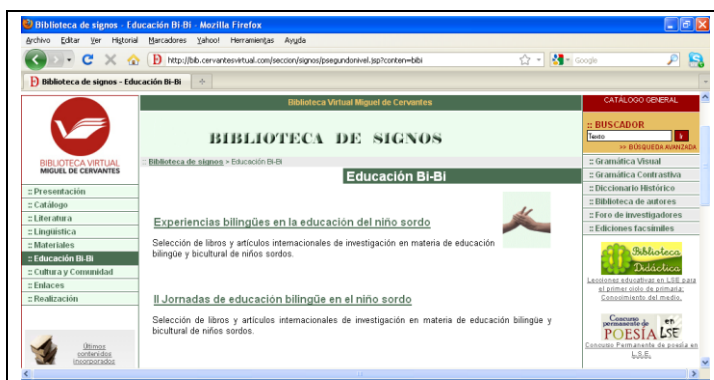 Biblioteca de signos - Educación Bi-Bi - Mozilla Firefox
Archivo Editar Ver Historial Marcadores Yahoo! Herramientas Ayuda
http://bib.cervantesvirtual.com/seccion/signos/psegundonivel.jsp?conten=bibi
Google
Biblioteca de signos - Educación Bi-Bi
Biblioteca Virtual Miguel de Cervantes
BIBLIOTECA DE SIGNOS
:: Biblioteca de signos > Educación Bi-Bi
Educación Bi-Bi
BIBLIOTECA VIRTUAL
MIGUEL DE CERVANTES
:: Presentación
:: Catálogo
:: Literatura
:: Lingüística
:: Materiales
:: Educación Bi-Bi
:: Cultura y Comunidad
:: Enlaces
:: Realización
Últimos
contenidos
incorporados
Experiencias bilingües en la educación del niño sordo
Selección de libros y artículos internacionales de investigación en materia de educación
bilingüe y bicultural de niños sordos.
II Jornadas de educación bilingüe en el niño sordo
Selección de libros y artículos internacionales de investigación en materia de educación bilingüe y
bicultural de niños sordos.
CATÁLOGO GENERAL
:: BUSCADOR
Texto
Ir
>> BÚSQUEDA AVANZADA
:: Gramática Visual
:: Gramática Contrastiva
:: Diccionario Histórico
:: Biblioteca de autores
:: Foro de investigadores
:: Ediciones facsímiles
Biblioteca
Didáctica
Lecciones educativas en LSE para
el primer ciclo de primaria:
Conocimiento del medio.
Concurso
permanente de
en
POESÍA LSE
Concurso Permanente de poesía en
L.S.E.